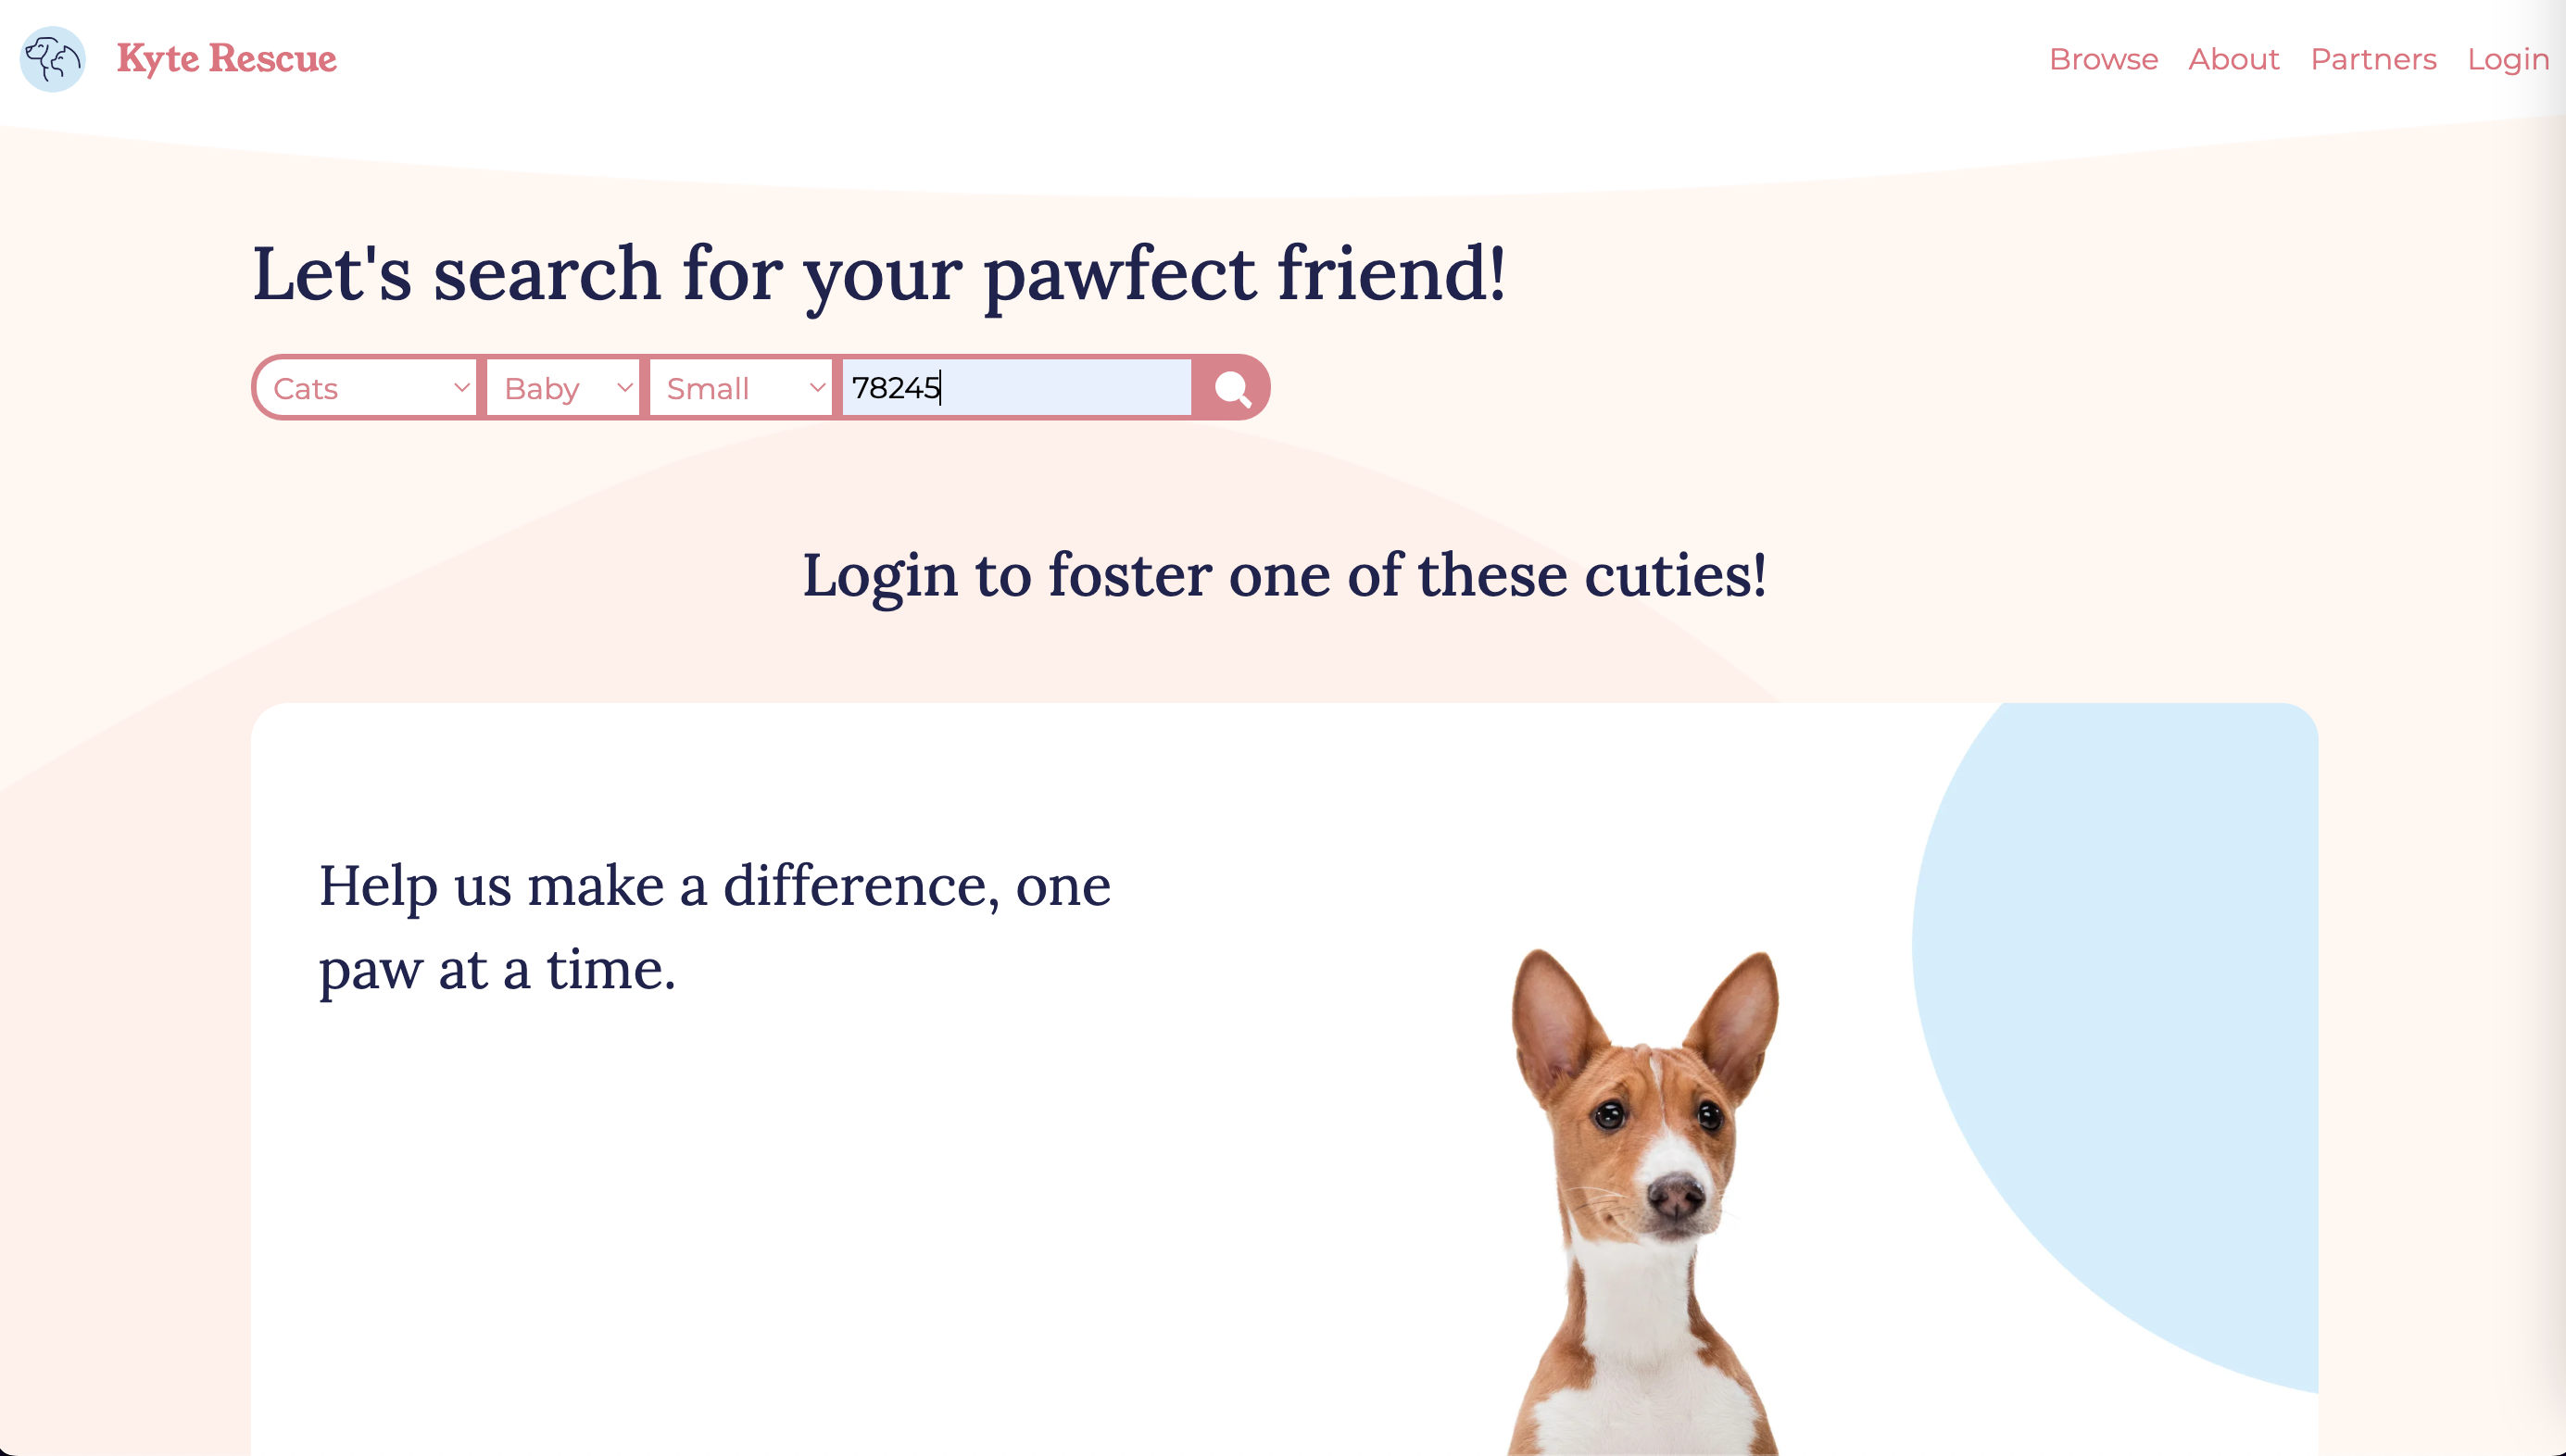 Kyte Rescue
Browse About Partners Login
Let's search for your pawfect friend!
Cats Baby Small 78245
Login to foster one of these cuties!
Help us make a difference, one
paw at a time.